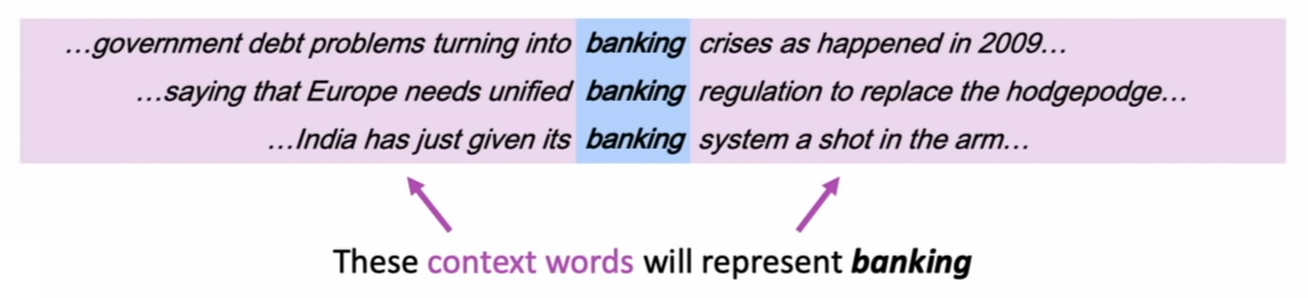 …government debt problems turning into banking crises as happened in 2009…
…saying that Europe needs unified banking regulation to replace the hodgepodge…
…India has just given its banking system a shot in the arm…
These context words will represent banking